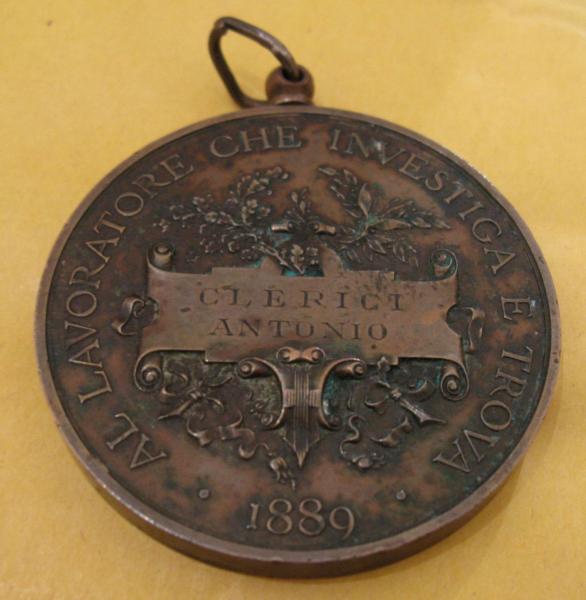 AL LAVORATORE CHE INVESTIGA E TROVA
CLERICI
ANTONIO
1889